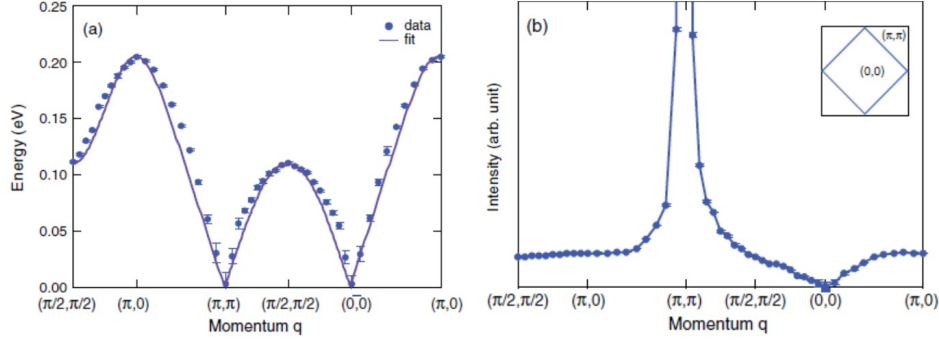 (a)
data
fit
0.25
0.20
0.15
0.10
0.05
0.00
Energy (eV)
(π/2,π/2) (π,0) (π,π) (π/2,π/2) (0,0) (π,0)
Momentum q
(b)
(π,π)
(0,0)
Intensity (arb. unit)
(π/2,π/2) (π,0) (π,π) (π/2,π/2) (0,0) (π,0)
Momentum q